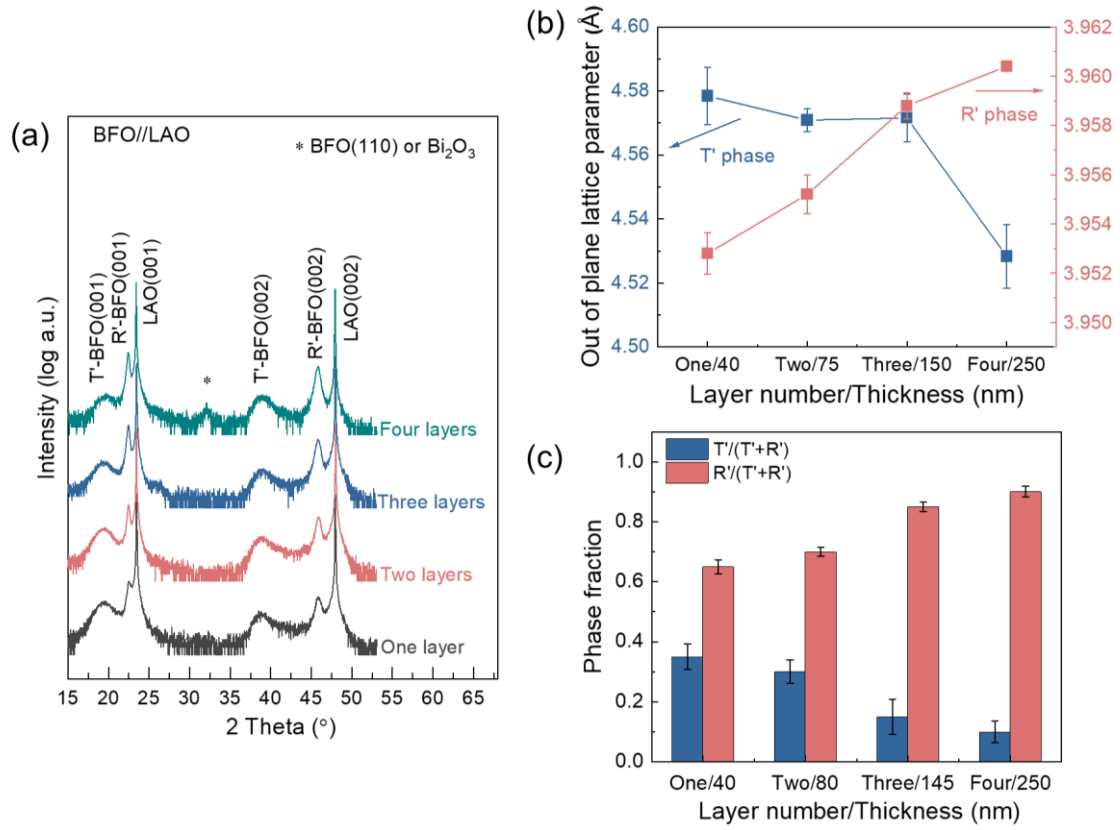 (a)
BFO//LAO
* BFO(110) or Bi₂O₃
T'-BFO(001)
R'-BFO(001)
LAO(001)
*
T'-BFO(002)
R'-BFO(002)
LAO(002)
Four layers
Three layers
Two layers
One layer
Intensity (log a.u.)
15 20 25 30 35 40 45 50 55 60 65
2 Theta (°)
(b)
Out of plane lattice parameter (Å)
4.60
4.58
4.56
4.54
4.52
4.50
T' phase
R' phase
3.962
3.960
3.958
3.956
3.954
3.952
3.950
One/40 Two/75 Three/150 Four/250
Layer number/Thickness (nm)
(c)
T'/(T'+R')
R'/(T'+R')
Phase fraction
1.0
0.8
0.6
0.4
0.2
0.0
One/40 Two/80 Three/145 Four/250
Layer number/Thickness (nm)